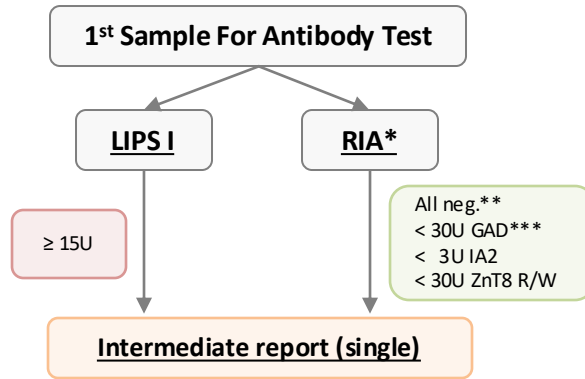 1st Sample For Antibody Test
LIPS I
RIA*
≥ 15U
All neg.**
< 30U GAD***
< 3U IA2
< 30U ZnT8 R/W
Intermediate report (single)